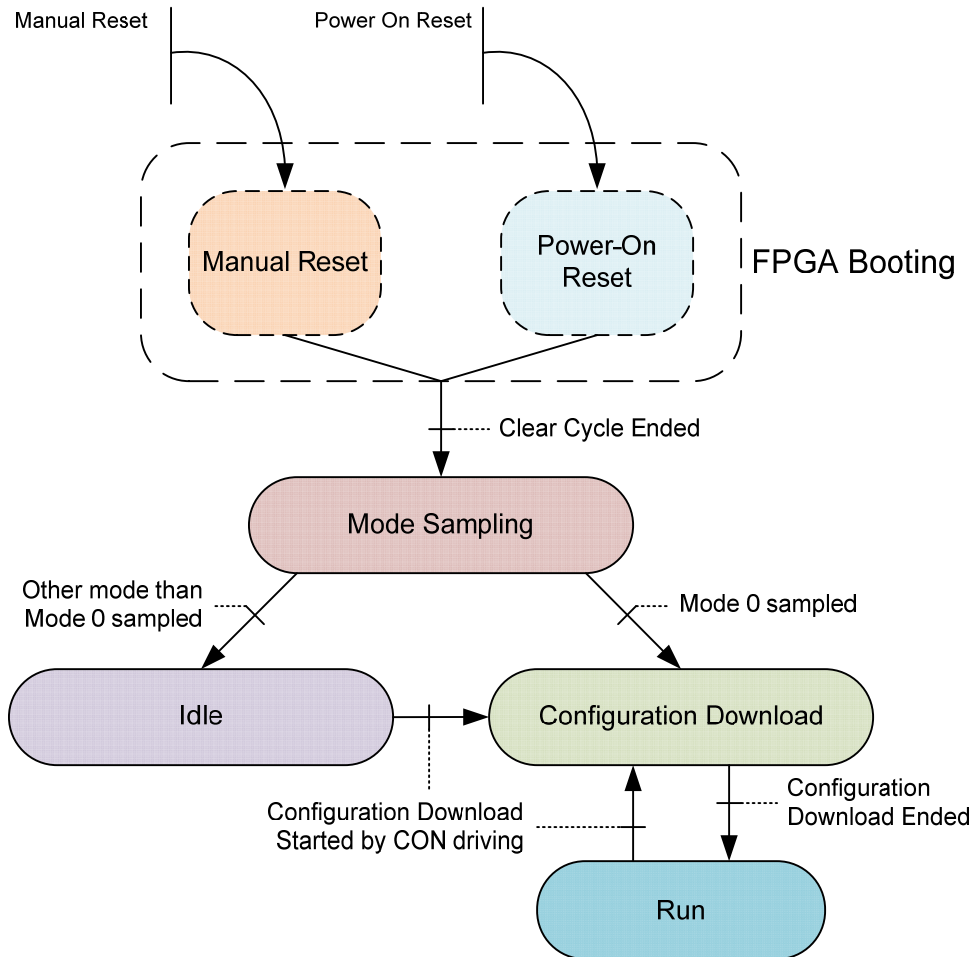 Manual Reset
Power On Reset
Manual Reset
Power-On
Reset
FPGA Booting
Clear Cycle Ended
Mode Sampling
Other mode than
Mode 0 sampled
Mode 0 sampled
Idle
Configuration Download
Configuration Download
Started by CON driving
Configuration
Download Ended
Run